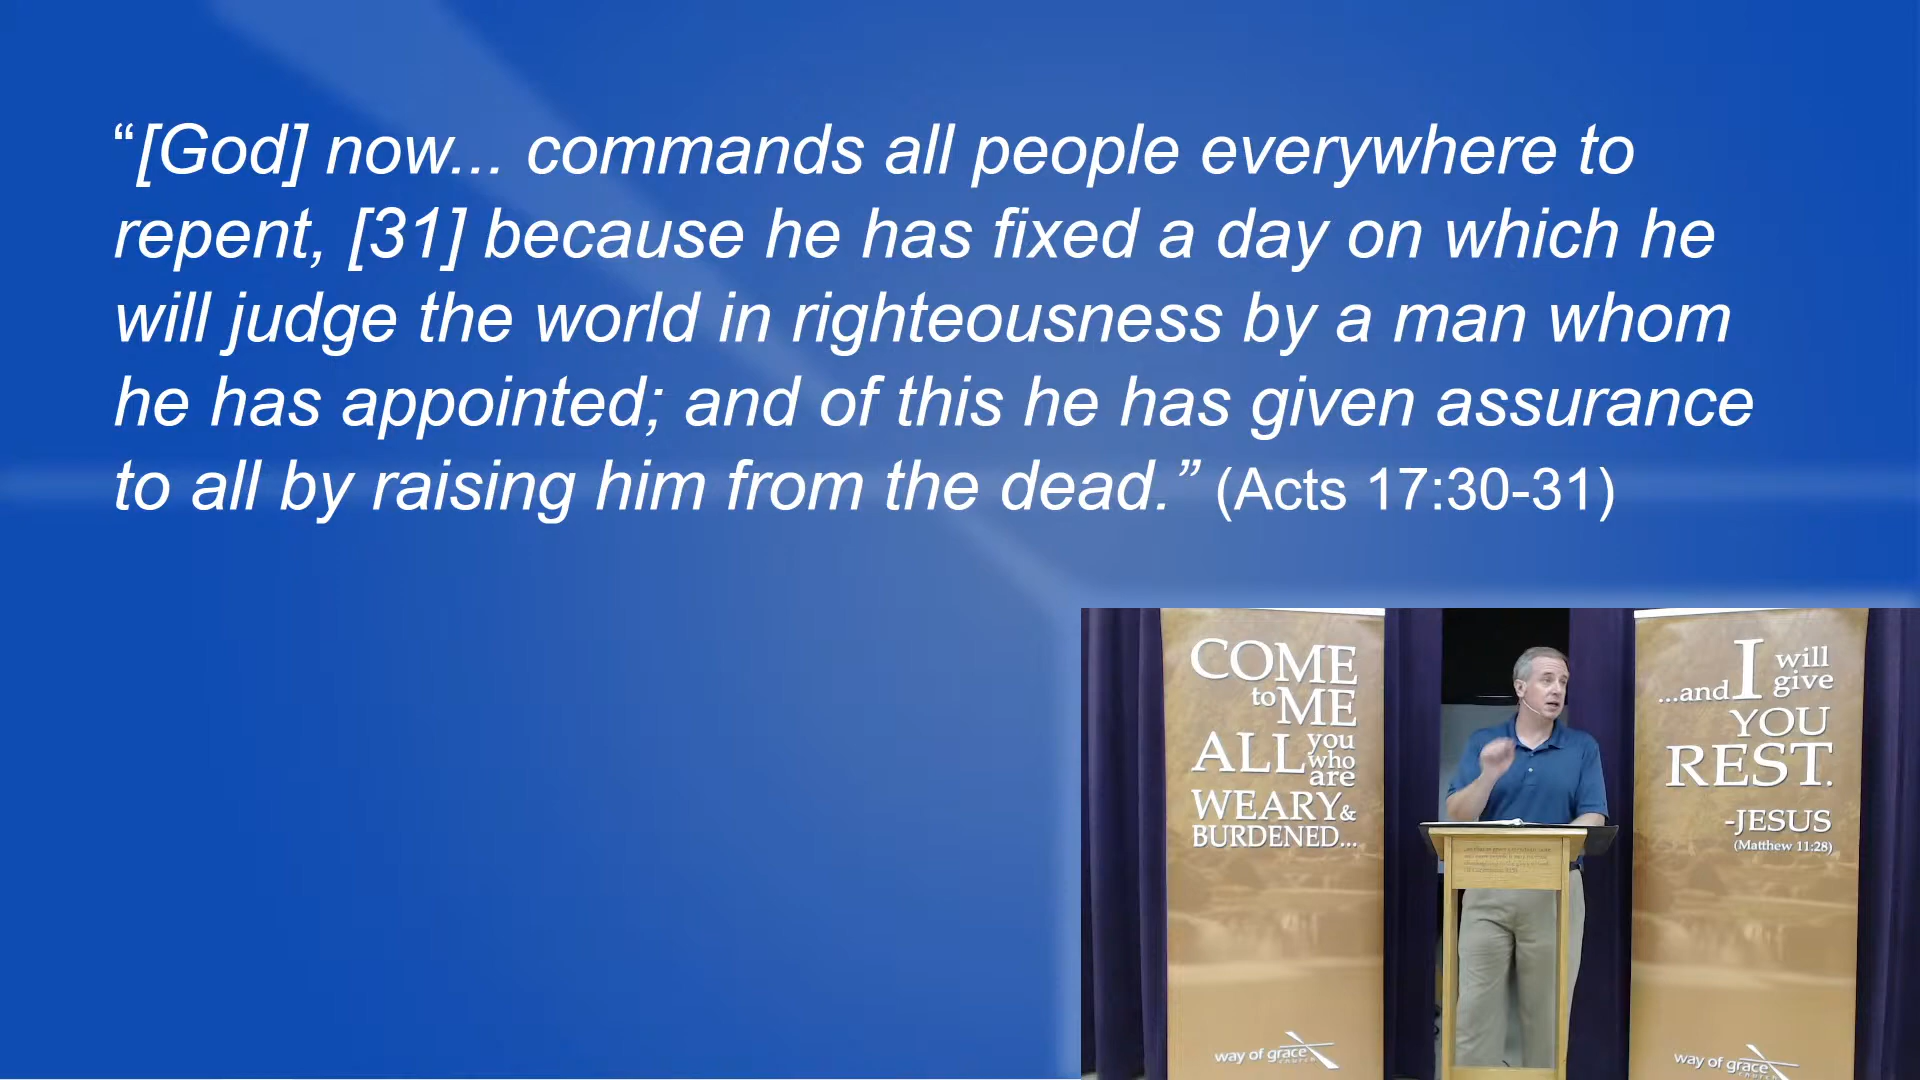 “[God] now... commands all people everywhere to
repent, [31] because he has fixed a day on which he
will judge the world in righteousness by a man whom
he has appointed; and of this he has given assurance
to all by raising him from the dead.” (Acts 17:30-31)
COME
to ME
ALL you who are
WEARY &
BURDENED...
way of grace
church
...and I will give
YOU
REST.
-JESUS
(Matthew 11:28)
way of grace
church